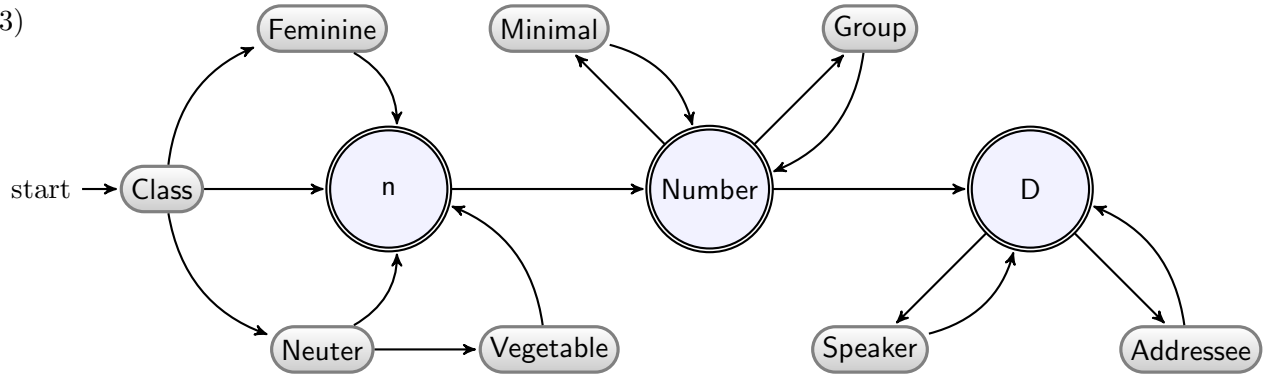 3)
Feminine
Minimal
Group
start
Class
n
Number
D
Neuter
Vegetable
Speaker
Addressee